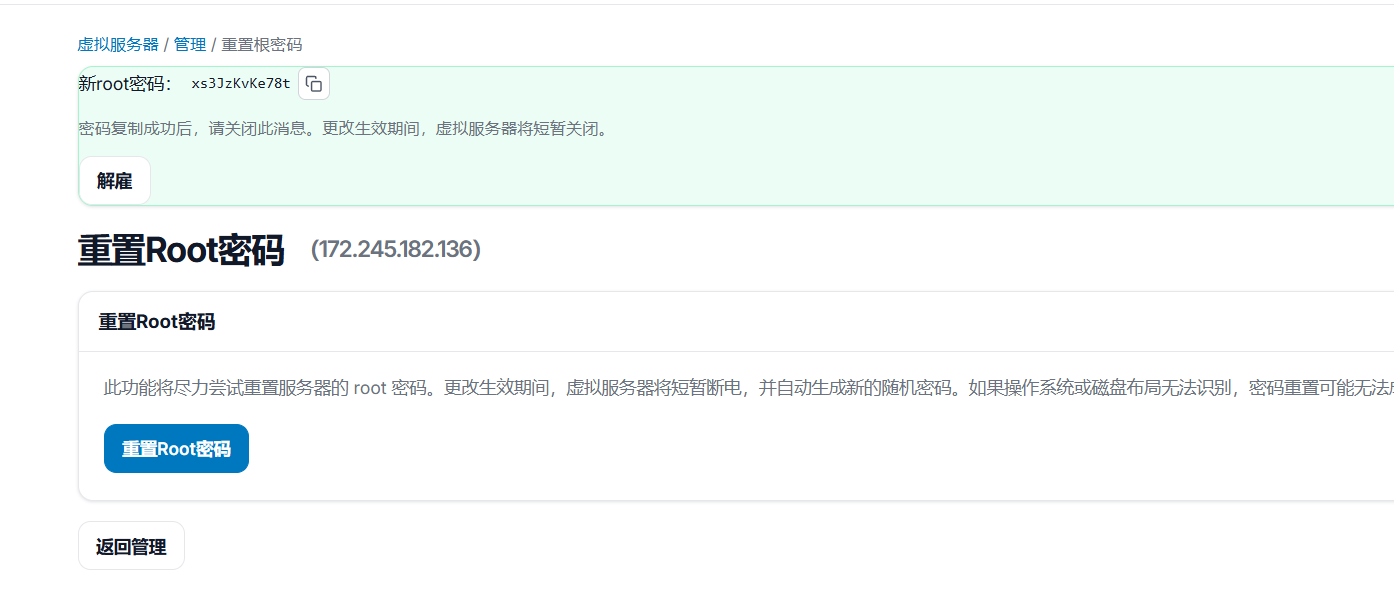 虚拟服务器 / 管理 / 重置根密码
新root密码： xs3JzKvKe78t
密码复制成功后，请关闭此消息。更改生效期间，虚拟服务器将短暂关闭。
解雇
重置Root密码 (172.245.182.136)
重置Root密码
此功能将尽力尝试重置服务器的 root 密码。更改生效期间，虚拟服务器将短暂断电，并自动生成新的随机密码。如果操作系统或磁盘布局无法识别，密码重置可能无法
重置Root密码
返回管理